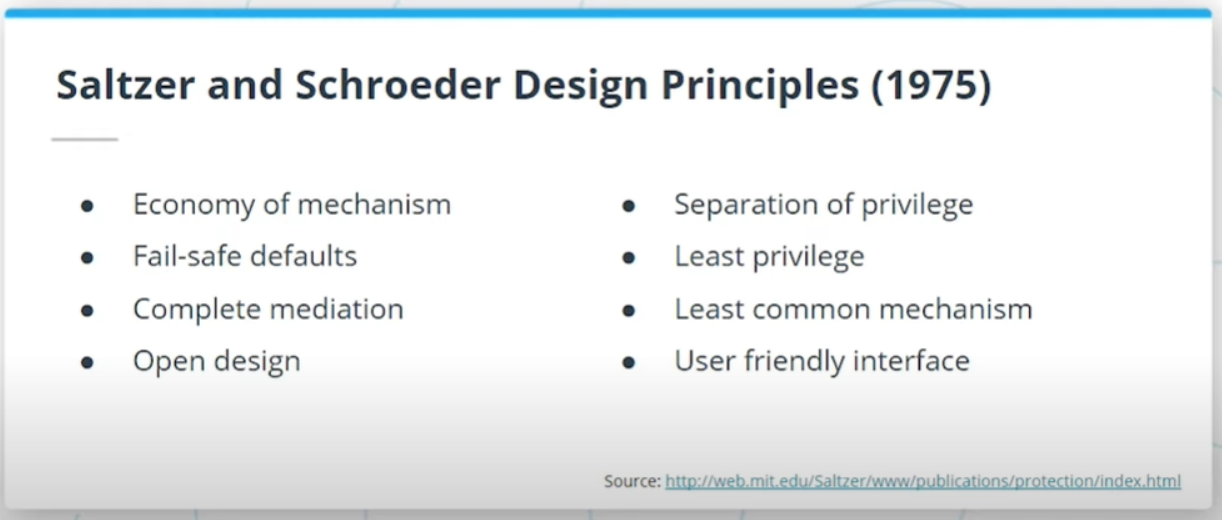 Saltzer and Schroeder Design Principles (1975)
● Economy of mechanism
● Fail-safe defaults
● Complete mediation
● Open design
● Separation of privilege
● Least privilege
● Least common mechanism
● User friendly interface
Source: http://web.mit.edu/Saltzer/www/publications/protection/index.html